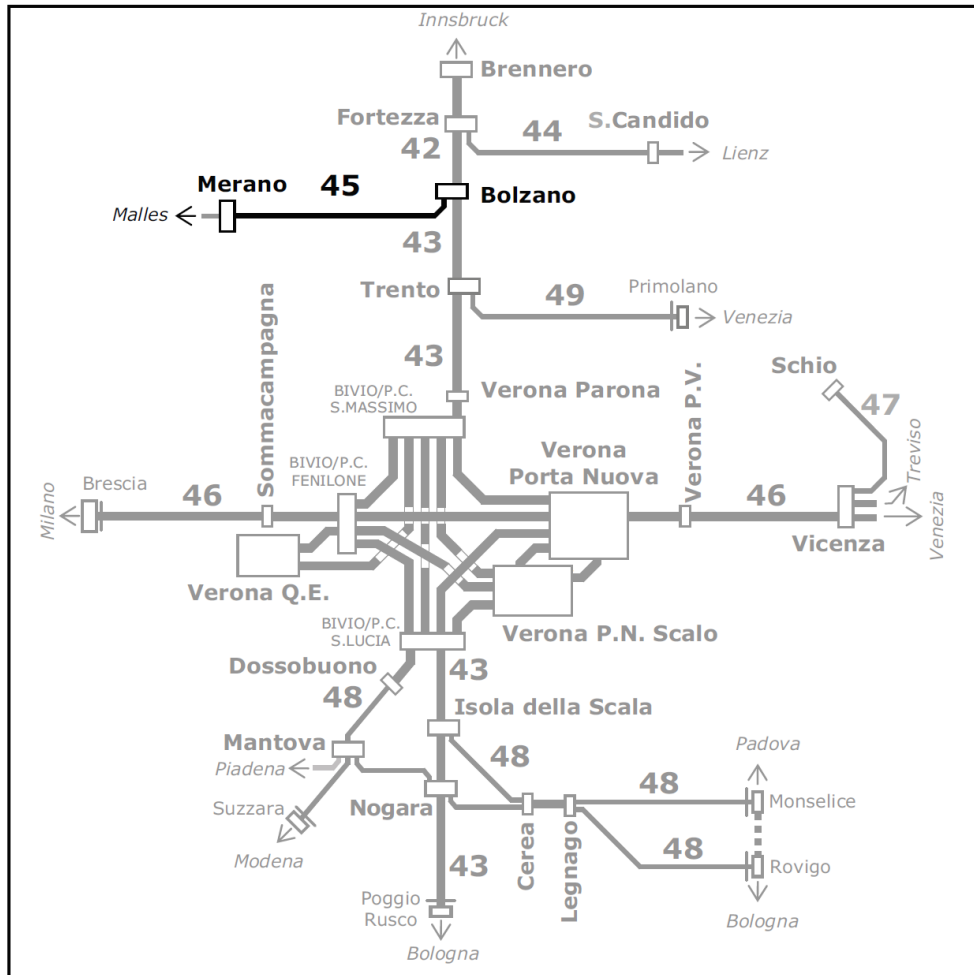 Innsbruck
Brennero
Fortezza
44
S.Candido
42
Lienz
Merano
45
Bolzano
Malles
43
Trento
49
Primolano
Venezia
Sommacampagna
43
Schio
BIVIO/P.C.
S.MASSIMO
Verona Parona
47
Verona P.V.
Treviso
BIVIO/P.C.
FENILONE
Verona
Porta Nuova
Brescia
46
46
Milano
Venezia
Vicenza
Verona Q.E.
BIVIO/P.C.
S.LUCIA
Verona P.N. Scalo
Dossobuono
43
48
Isola della Scala
Mantova
Piadena
48
Padova
Suzzara
Nogara
48
Monselice
Cerea
Legnago
Modena
43
48
Rovigo
Poggio
Rusco
Bologna
Bologna